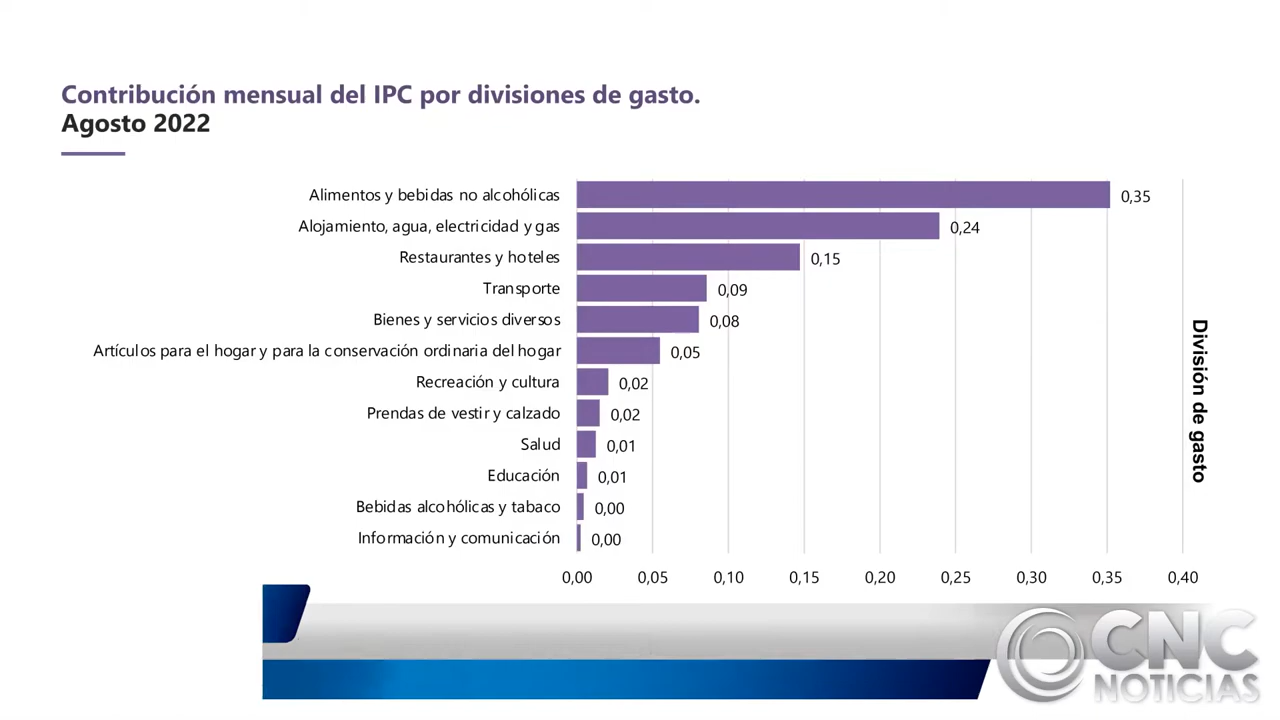 Contribución mensual del IPC por divisiones de gasto.
Agosto 2022
Alimentos y bebidas no alcohólicas 0,35
Alojamiento, agua, electricidad y gas 0,24
Restaurantes y hoteles 0,15
Transporte 0,09
Bienes y servicios diversos 0,08
Artículos para el hogar y para la conservación ordinaria del hogar 0,05
Recreación y cultura 0,02
Prendas de vestir y calzado 0,02
Salud 0,01
Educación 0,01
Bebidas alcohólicas y tabaco 0,00
Información y comunicación 0,00
0,00 0,05 0,10 0,15 0,20 0,25 0,30 0,35 0,40
División de gasto
CNC
NOTICIAS